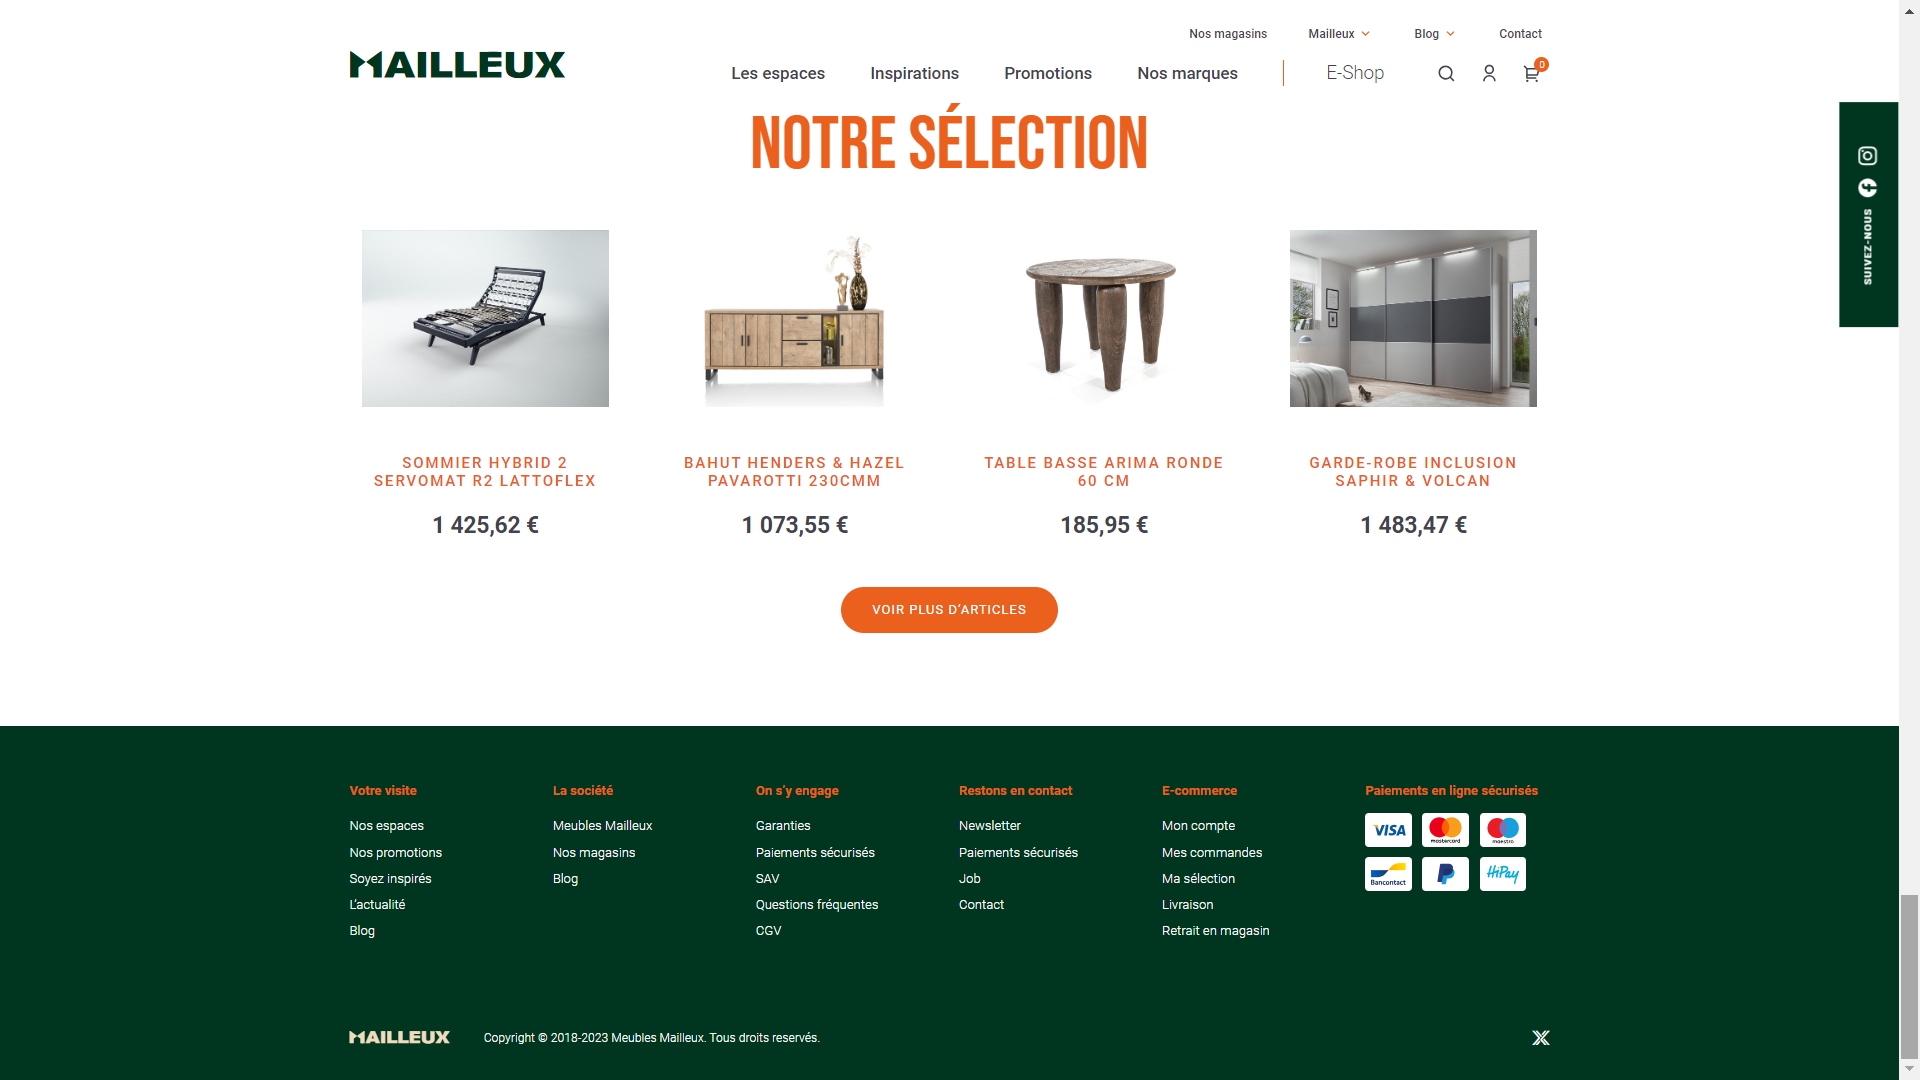 Nos magasins
Mailleux
Blog
Contact
MAILLEUX
Les espaces
Inspirations
Promotions
Nos marques
E-Shop
0
NOTRE SÉLECTION
SUIVEZ-NOUS
SOMMIER HYBRID 2
SERVOMAT R2 LATTOFLEX
1 425,62 €
BAHUT HENDERS & HAZEL
PAVAROTTI 230CMM
1 073,55 €
TABLE BASSE ARIMA RONDE
60 CM
185,95 €
GARDE-ROBE INCLUSION
SAPHIR & VOLCAN
1 483,47 €
VOIR PLUS D'ARTICLES
Votre visite
Nos espaces
Nos promotions
Soyez inspirés
L'actualité
Blog
La société
Meubles Mailleux
Nos magasins
Blog
On s'y engage
Garanties
Paiements sécurisés
SAV
Questions fréquentes
CGV
Restons en contact
Newsletter
Paiements sécurisés
Job
Contact
E-commerce
Mon compte
Mes commandes
Ma sélection
Livraison
Retrait en magasin
Paiements en ligne sécurisés
VISA
mastercard
maestro
Bancontact
HiPay
MAILLEUX
Copyright © 2018-2023 Meubles Mailleux. Tous droits reservés.